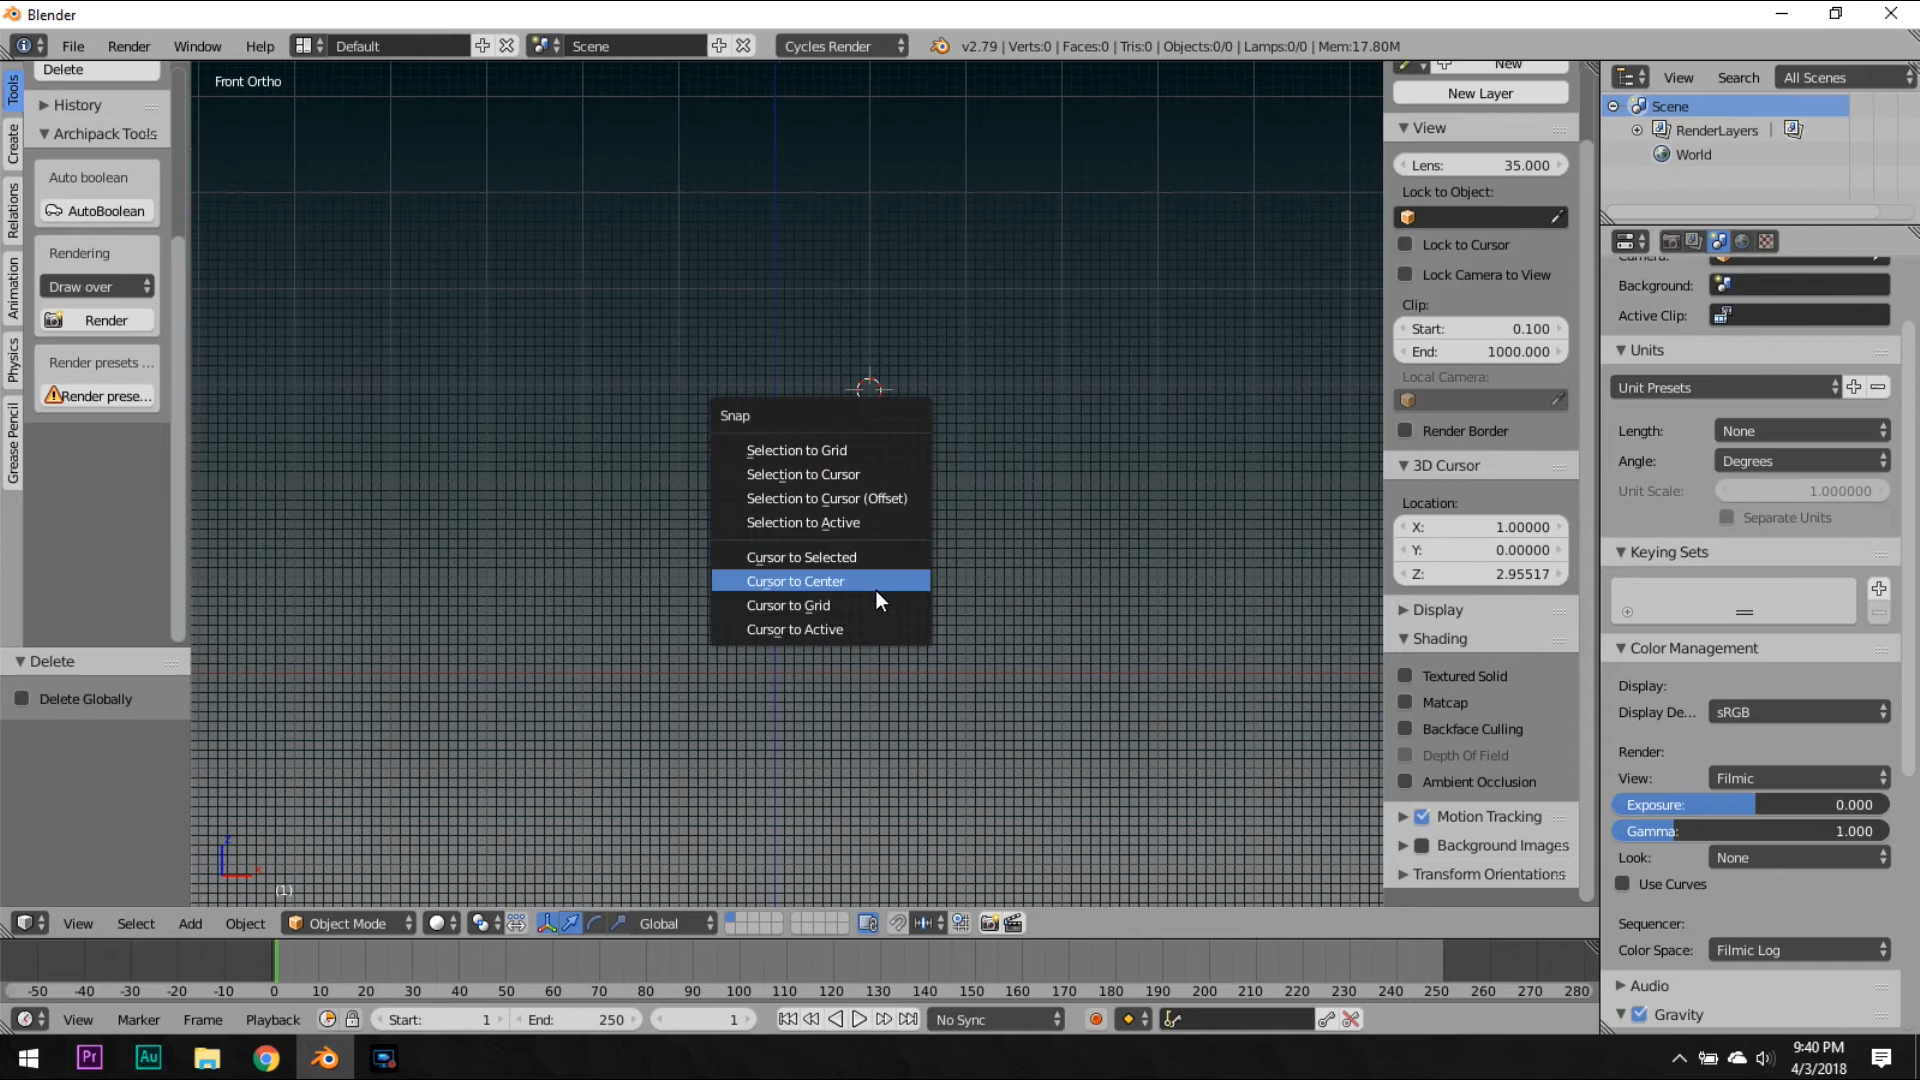 Blender
File Render Window Help Default Scene Cycles Render v2.79 | Verts:0 | Faces:0 | Tris:0 | Objects:0/0 | Lamps:0/0 | Mem:17.80M
Tools
Create
Relations
Animation
Physics
Grease Pencil
Delete
History
Archipack Tools
Auto boolean
AutoBoolean
Rendering
Draw over
Render
Render presets ...
Render prese...
Delete
Delete Globally
Front Ortho
Snap
Selection to Grid
Selection to Cursor
Selection to Cursor (Offset)
Selection to Active
Cursor to Selected
Cursor to Center
Cursor to Grid
Cursor to Active
z
x
(1)
New
New Layer
View
Lens: 35.000
Lock to Object:
Lock to Cursor
Lock Camera to View
Clip:
Start: 0.100
End: 1000.000
Local Camera:
Render Border
3D Cursor
Location:
X: 1.00000
Y: 0.00000
Z: 2.95517
Display
Shading
Textured Solid
Matcap
Backface Culling
Depth Of Field
Ambient Occlusion
Motion Tracking
Background Images
Transform Orientations
View Search All Scenes
Scene
RenderLayers |
World
Camera:
Background:
Active Clip:
Units
Unit Presets
Length: None
Angle: Degrees
Unit Scale: 1.000000
Separate Units
Keying Sets
Color Management
Display:
Display De... sRGB
Render:
View: Filmic
Exposure: 0.000
Gamma: 1.000
Look: None
Use Curves
Sequencer:
Color Space: Filmic Log
Audio
Gravity
View Select Add Object Object Mode Global
-50 -40 -30 -20 -10 0 10 20 30 40 50 60 70 80 90 100 110 120 130 140 150 160 170 180 190 200 210 220 230 240 250 260 270 280
View Marker Frame Playback Start: 1 End: 250 1 No Sync
Pr Au
9:40 PM
4/3/2018